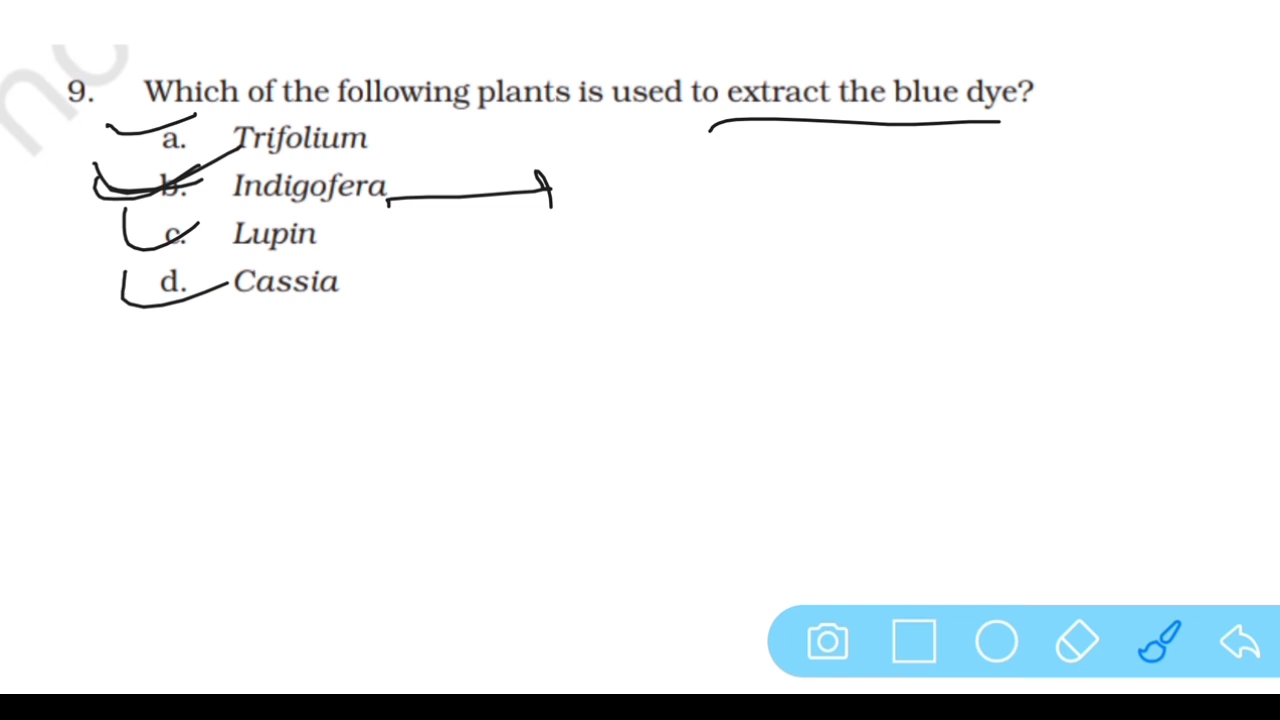 9. Which of the following plants is used to extract the blue dye?
a. Trifolium
b. Indigofera
c. Lupin
d. Cassia